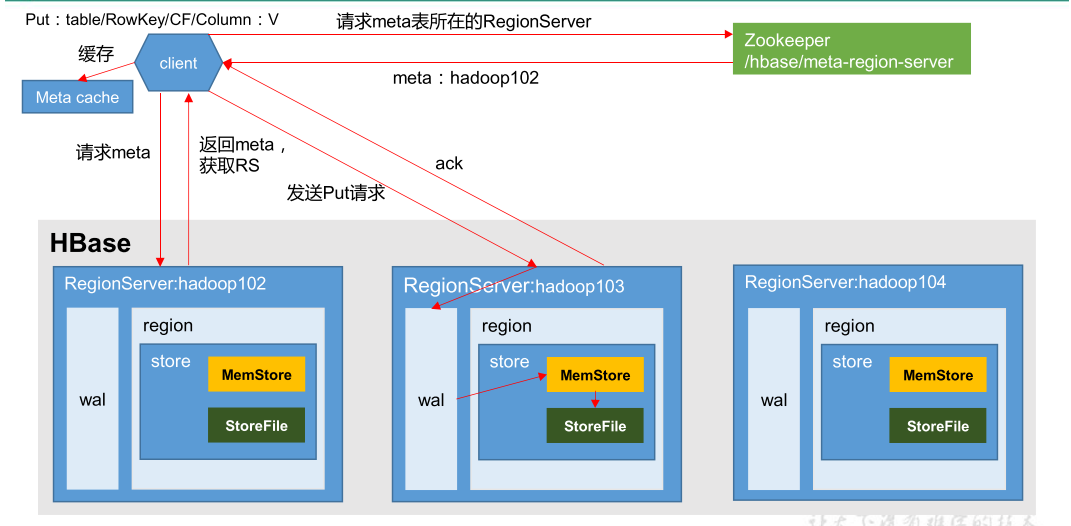 Put：table/RowKey/CF/Column：V
请求meta表所在的RegionServer
Zookeeper
/hbase/meta-region-server
缓存
client
meta：hadoop102
Meta cache
请求meta
返回meta，
获取RS
ack
发送Put请求
HBase
RegionServer:hadoop102
RegionServer:hadoop103
RegionServer:hadoop104
region
region
region
store
store
store
MemStore
MemStore
MemStore
wal
wal
wal
StoreFile
StoreFile
StoreFile